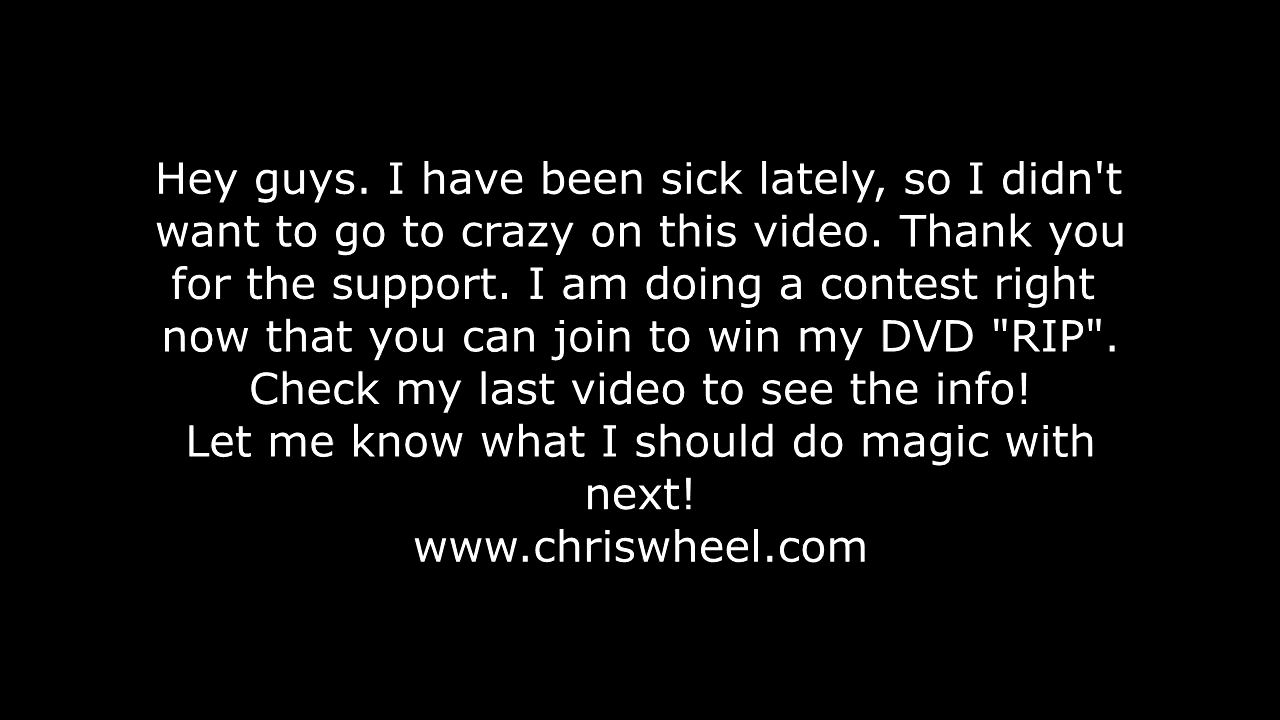 Hey guys. I have been sick lately, so I didn't
want to go to crazy on this video. Thank you
for the support. I am doing a contest right
now that you can join to win my DVD "RIP".
Check my last video to see the info!
Let me know what I should do magic with
next!
www.chriswheel.com